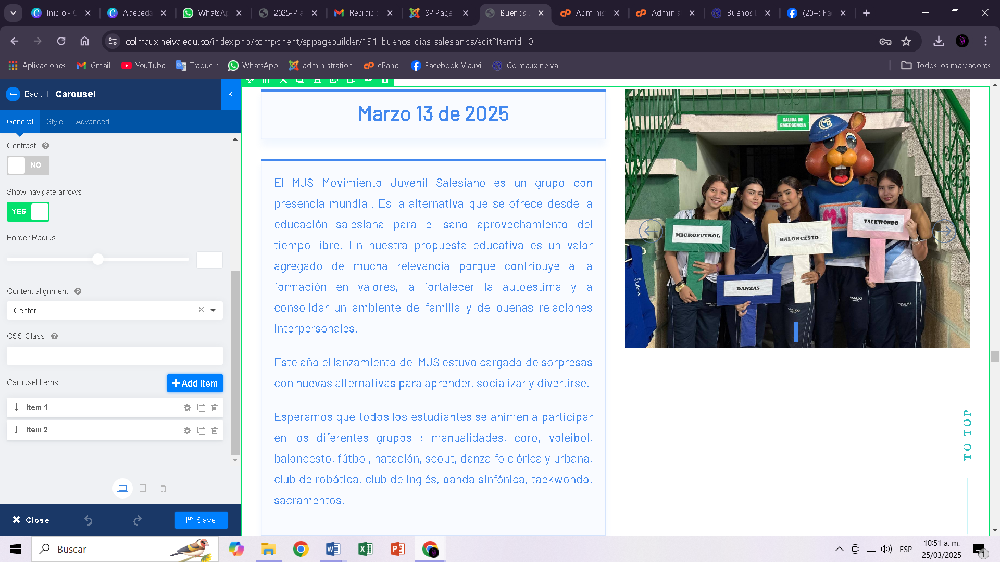 Inicio - C
Abeceda
WhatsAp
2025-Pla
Recibido
SP Page
Buenos D
Adminis
Adminis
Buenos D
(20+) Fa
colmauxineiva.edu.co/index.php/component/sppagebuilder/131-buenos-dias-salesianos/edit?Itemid=0
Aplicaciones
Gmail
YouTube
Traducir
WhatsApp
administration
cPanel
Facebook Mauxi
Colmauxineiva
Todos los marcadores
Back
Carousel
General
Style
Advanced
Contrast
NO
Show navigate arrows
YES
Border Radius
Content alignment
Center
CSS Class
Carousel Items
Add Item
Item 1
Item 2
Close
Save
Marzo 13 de 2025
El MJS Movimiento Juvenil Salesiano es un grupo con
presencia mundial. Es la alternativa que se ofrece desde la
educación salesiana para el sano aprovechamiento del
tiempo libre. En nuestra propuesta educativa es un valor
agregado de mucha relevancia porque contribuye a la
formación en valores, a fortalecer la autoestima y a
consolidar un ambiente de familia y de buenas relaciones
interpersonales.
Este año el lanzamiento del MJS estuvo cargado de sorpresas
con nuevas alternativas para aprender, socializar y divertirse.
Esperamos que todos los estudiantes se animen a participar
en los diferentes grupos : manualidades, coro, voleibol,
baloncesto, fútbol, natación, scout, danza folclórica y urbana,
club de robótica, club de inglés, banda sinfónica, taekwondo,
sacramentos.
SALIDA DE
EMERGENCIA
MJ
TAEKWONDO
MICROFUTBOL
BALONCESTO
DANZAS
MAUXI
NEIVA
MAUXI
NEIVA
MAUXI
NEIVA
TO TOP
Buscar
ESP
10:51 a. m.
25/03/2025
1